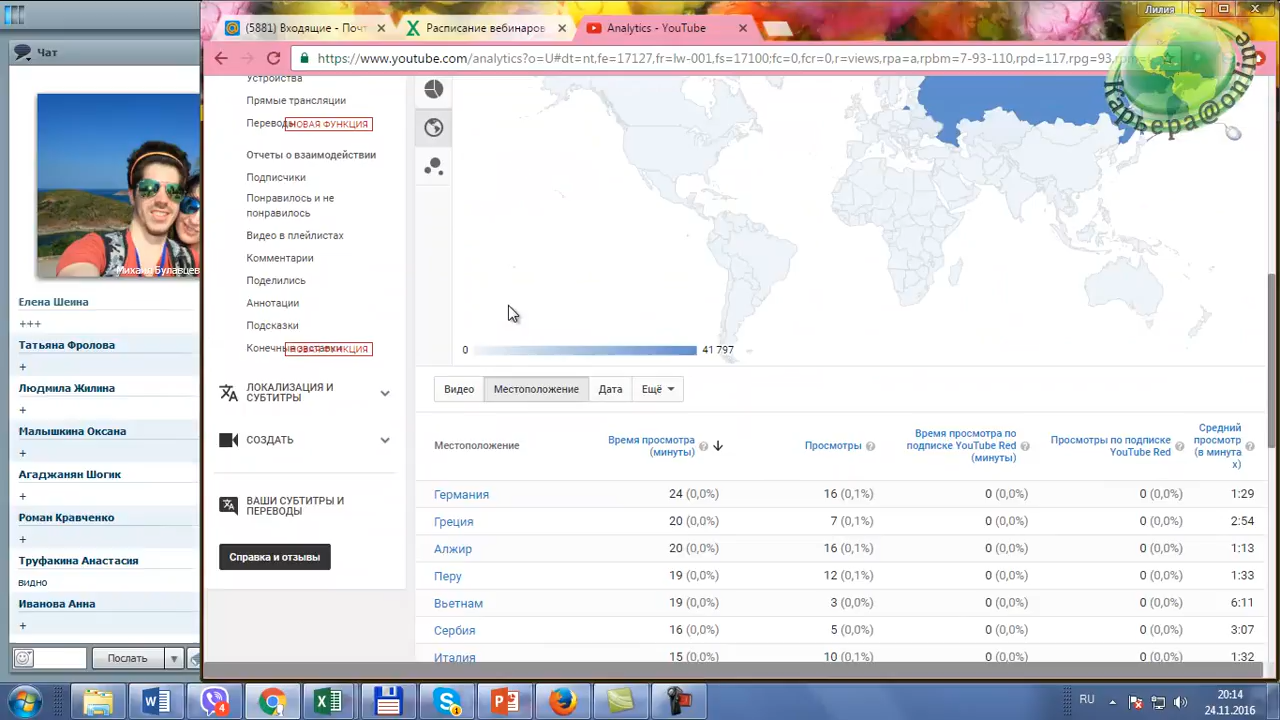 Лилия
(5881) Входящие - Почт
Расписание вебинаров
Analytics - YouTube
https://www.youtube.com/analytics?o=U#dt=nt,fe=17127,fr=lw-001,fs=17100:fc=0,fcr=0,r=views,rpa=a,rpbm=7-93-110,rpd=117,rpg=93,rpm
Карьера@online
Чат
Михаил Булавцев
Елена Шеина
+++
Татьяна Фролова
+
Людмила Жилина
+
Малышкина Оксана
+
Агаджанян Шогик
+
Роман Кравченко
+
Труфакина Анастасия
видно
Иванова Анна
+
Послать
Устройства
Прямые трансляции
Переводы НОВАЯ ФУНКЦИЯ
Отчеты о взаимодействии
Подписчики
Понравилось и не
понравилось
Видео в плейлистах
Комментарии
Поделились
Аннотации
Подсказки
Конечные заставки НОВАЯ ФУНКЦИЯ
ЛОКАЛИЗАЦИЯ И
СУБТИТРЫ
СОЗДАТЬ
ВАШИ СУБТИТРЫ И
ПЕРЕВОДЫ
Справка и отзывы
0 41 797
Видео Местоположение Дата Ещё
Местоположение
Время просмотра
(минуты)
Просмотры
Время просмотра по
подписке YouTube Red
(минуты)
Просмотры по подписке
YouTube Red
Средний
просмотр
(в минута
х)
Германия 24 (0,0%) 16 (0,1%) 0 (0,0%) 0 (0,0%) 1:29
Греция 20 (0,0%) 7 (0,1%) 0 (0,0%) 0 (0,0%) 2:54
Алжир 20 (0,0%) 16 (0,1%) 0 (0,0%) 0 (0,0%) 1:13
Перу 19 (0,0%) 12 (0,1%) 0 (0,0%) 0 (0,0%) 1:33
Вьетнам 19 (0,0%) 3 (0,0%) 0 (0,0%) 0 (0,0%) 6:11
Сербия 16 (0,0%) 5 (0,0%) 0 (0,0%) 0 (0,0%) 3:07
Италия 15 (0,0%) 10 (0,1%) 0 (0,0%) 0 (0,0%) 1:32
4
RU
20:14
24.11.2016